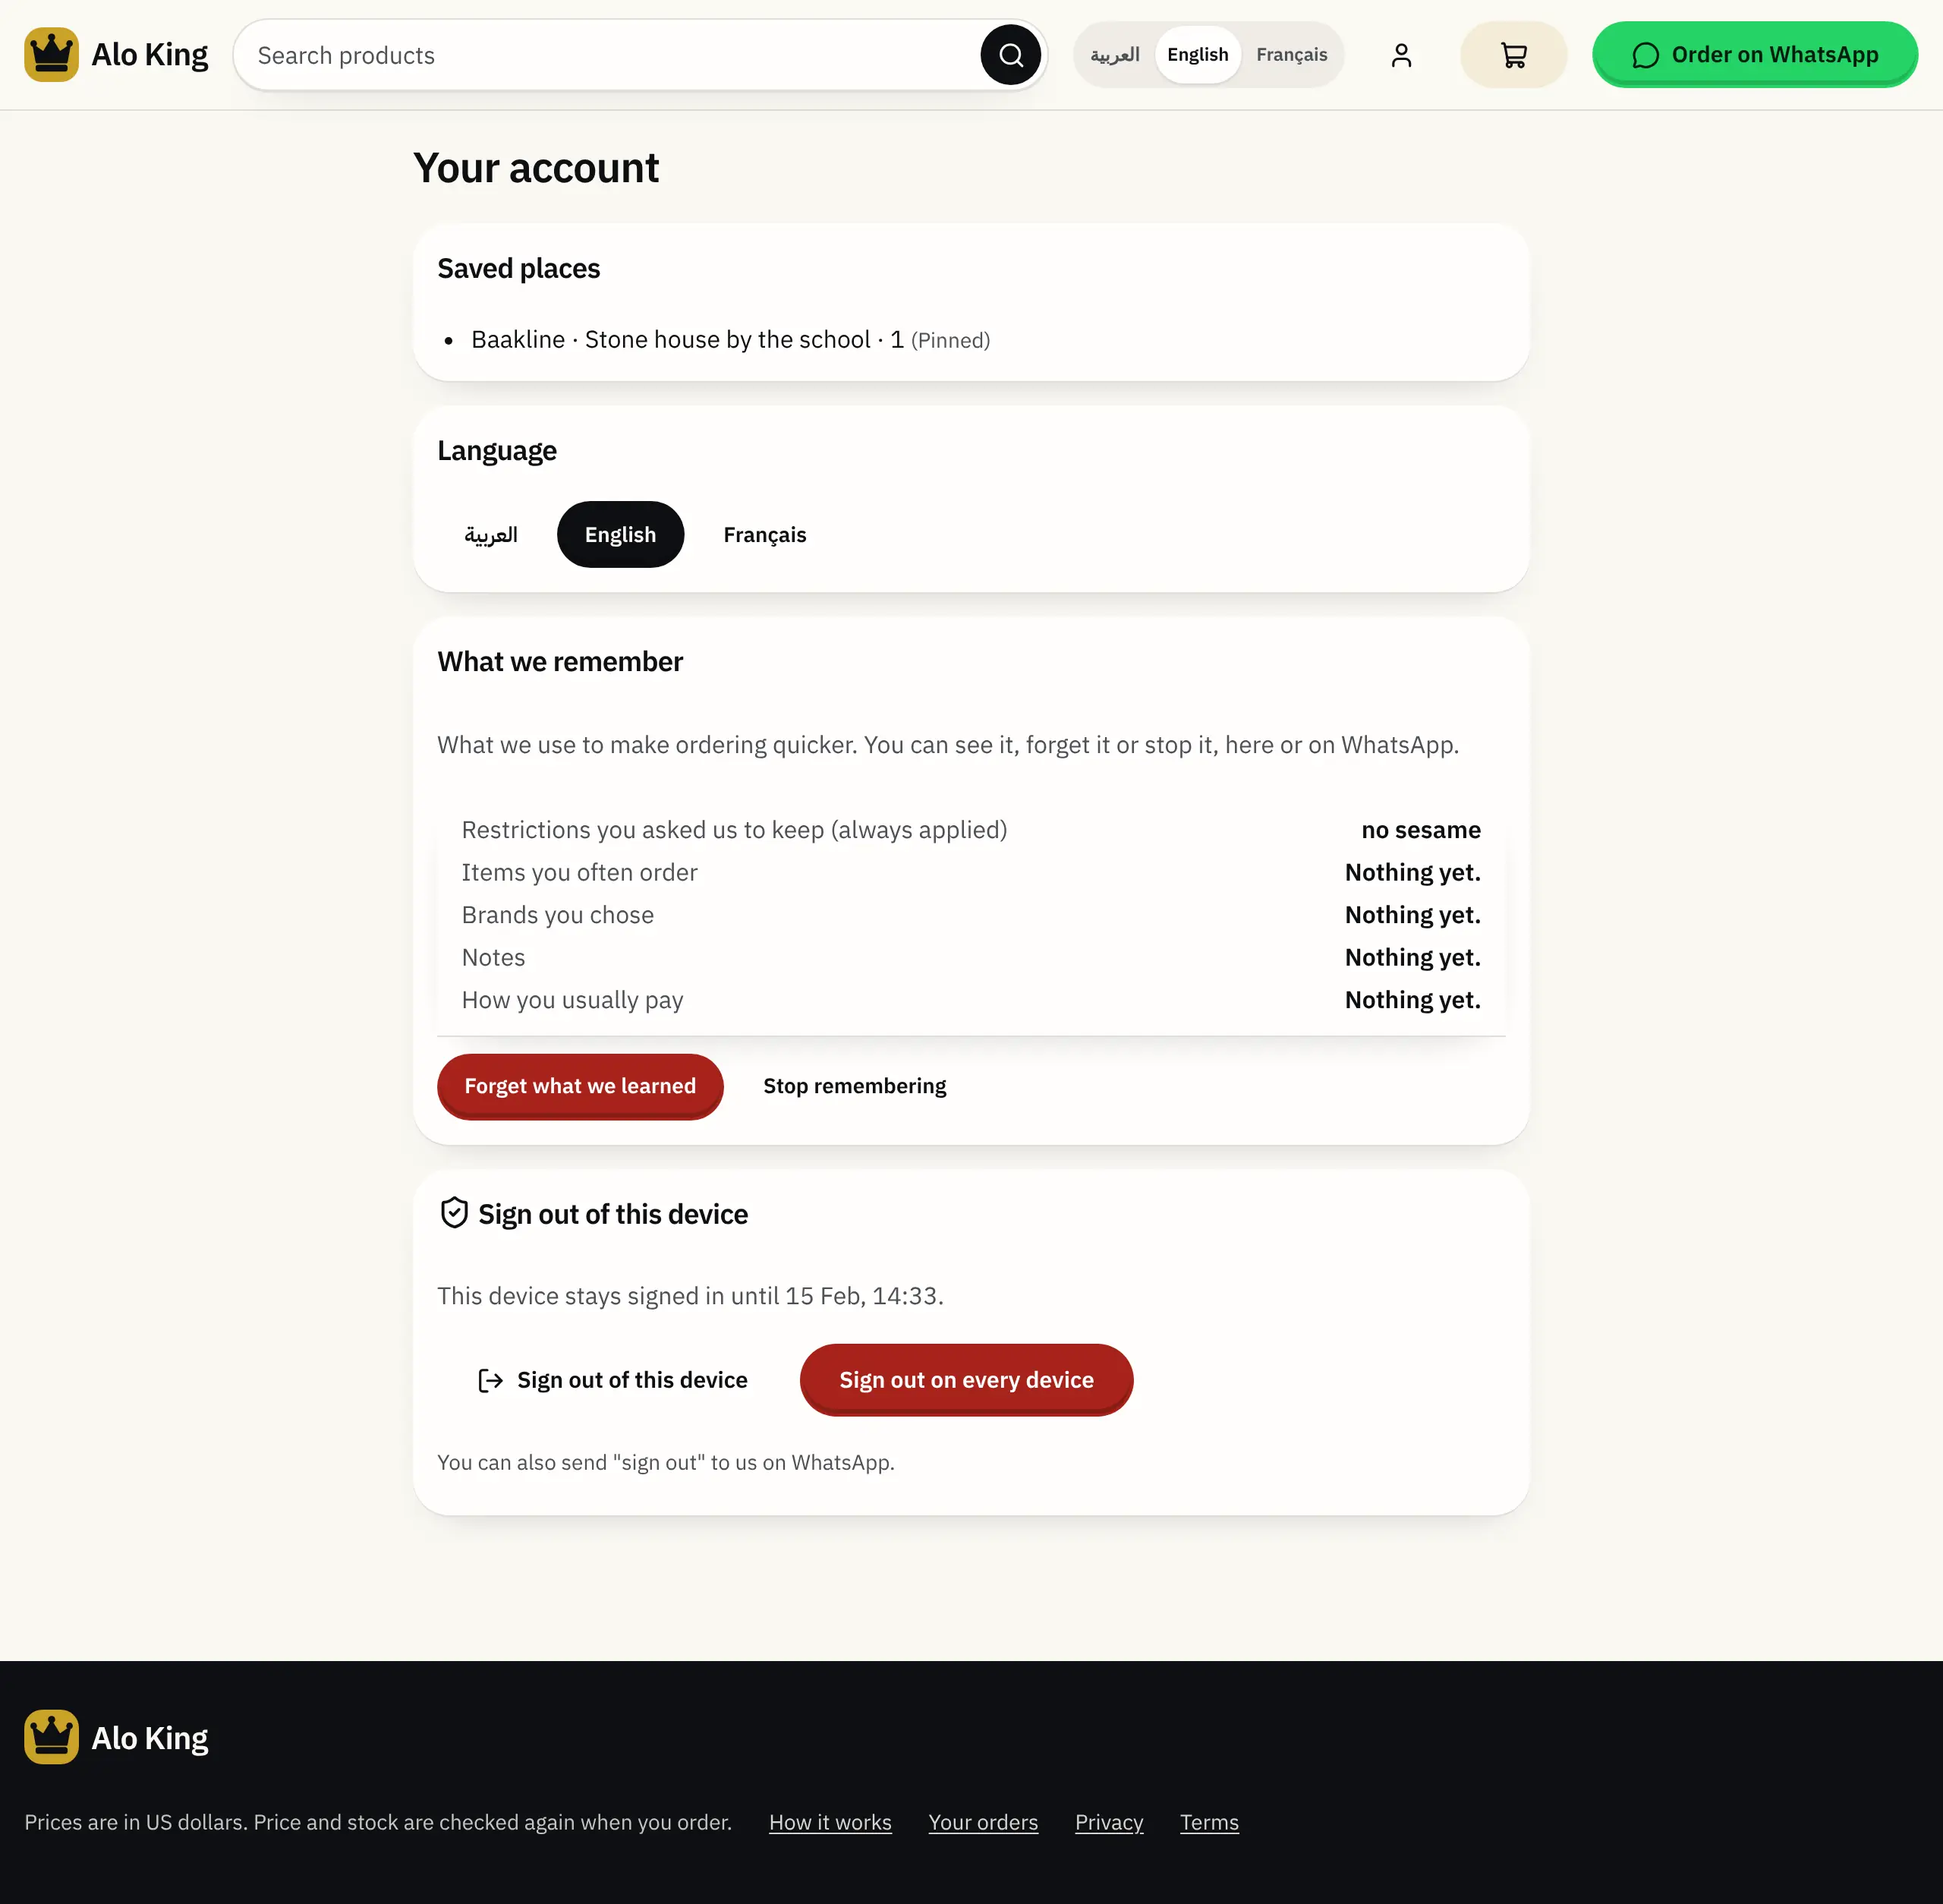 Alo King
Search products
العربية English Français
Order on WhatsApp
Your account
Saved places
Baakline · Stone house by the school · 1 (Pinned)
Language
العربية English Français
What we remember
What we use to make ordering quicker. You can see it, forget it or stop it, here or on WhatsApp.
Restrictions you asked us to keep (always applied) no sesame
Items you often order Nothing yet.
Brands you chose Nothing yet.
Notes Nothing yet.
How you usually pay Nothing yet.
Forget what we learned Stop remembering
Sign out of this device
This device stays signed in until 15 Feb, 14:33.
Sign out of this device Sign out on every device
You can also send "sign out" to us on WhatsApp.
Alo King
Prices are in US dollars. Price and stock are checked again when you order. How it works Your orders Privacy Terms